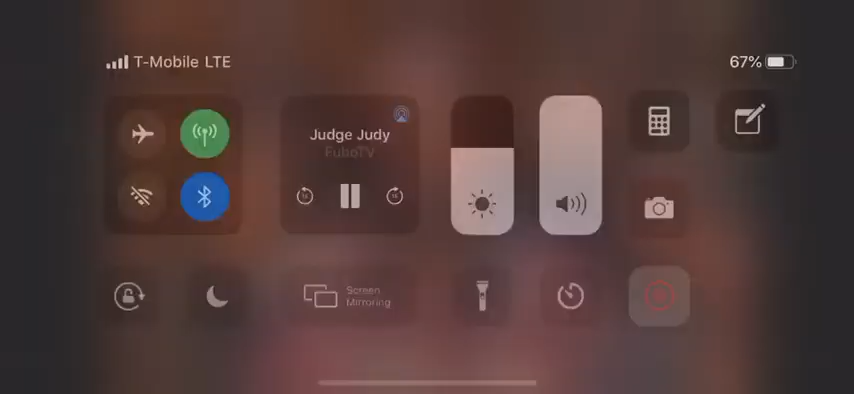 T-Mobile LTE
67%
Judge Judy
FuboTV
Screen
Mirroring